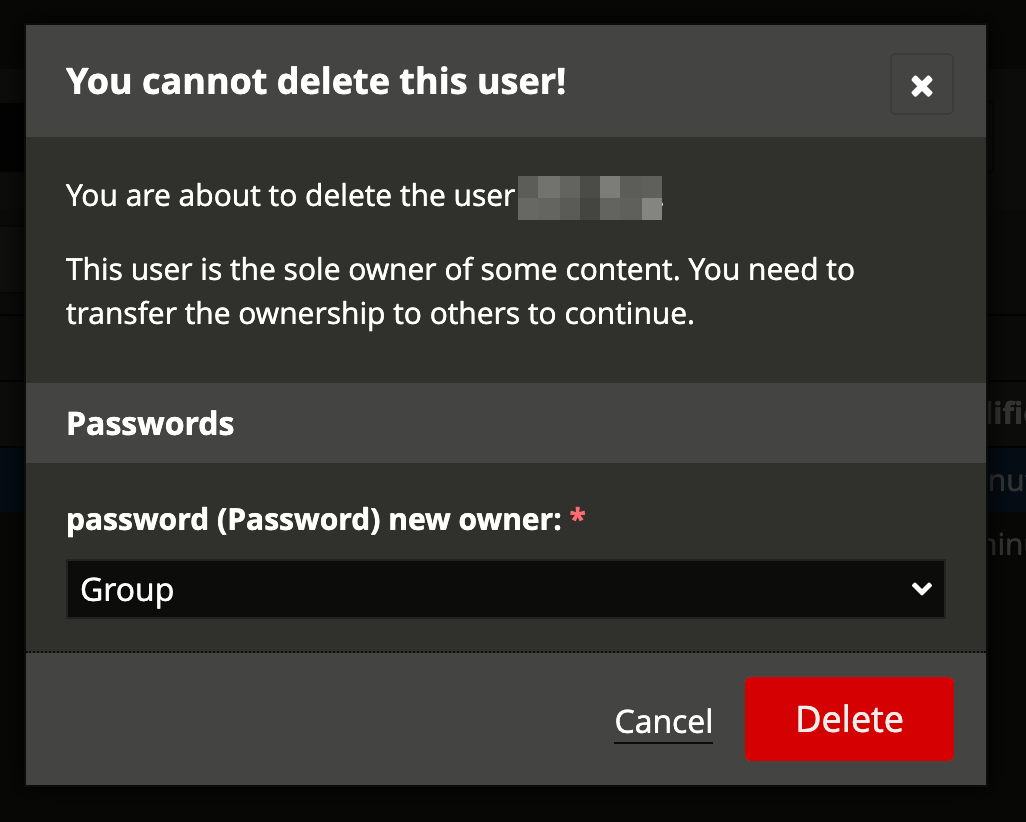 You cannot delete this user!
You are about to delete the user
This user is the sole owner of some content. You need to
transfer the ownership to others to continue.
Passwords
password (Password) new owner: *
Group
Cancel
Delete